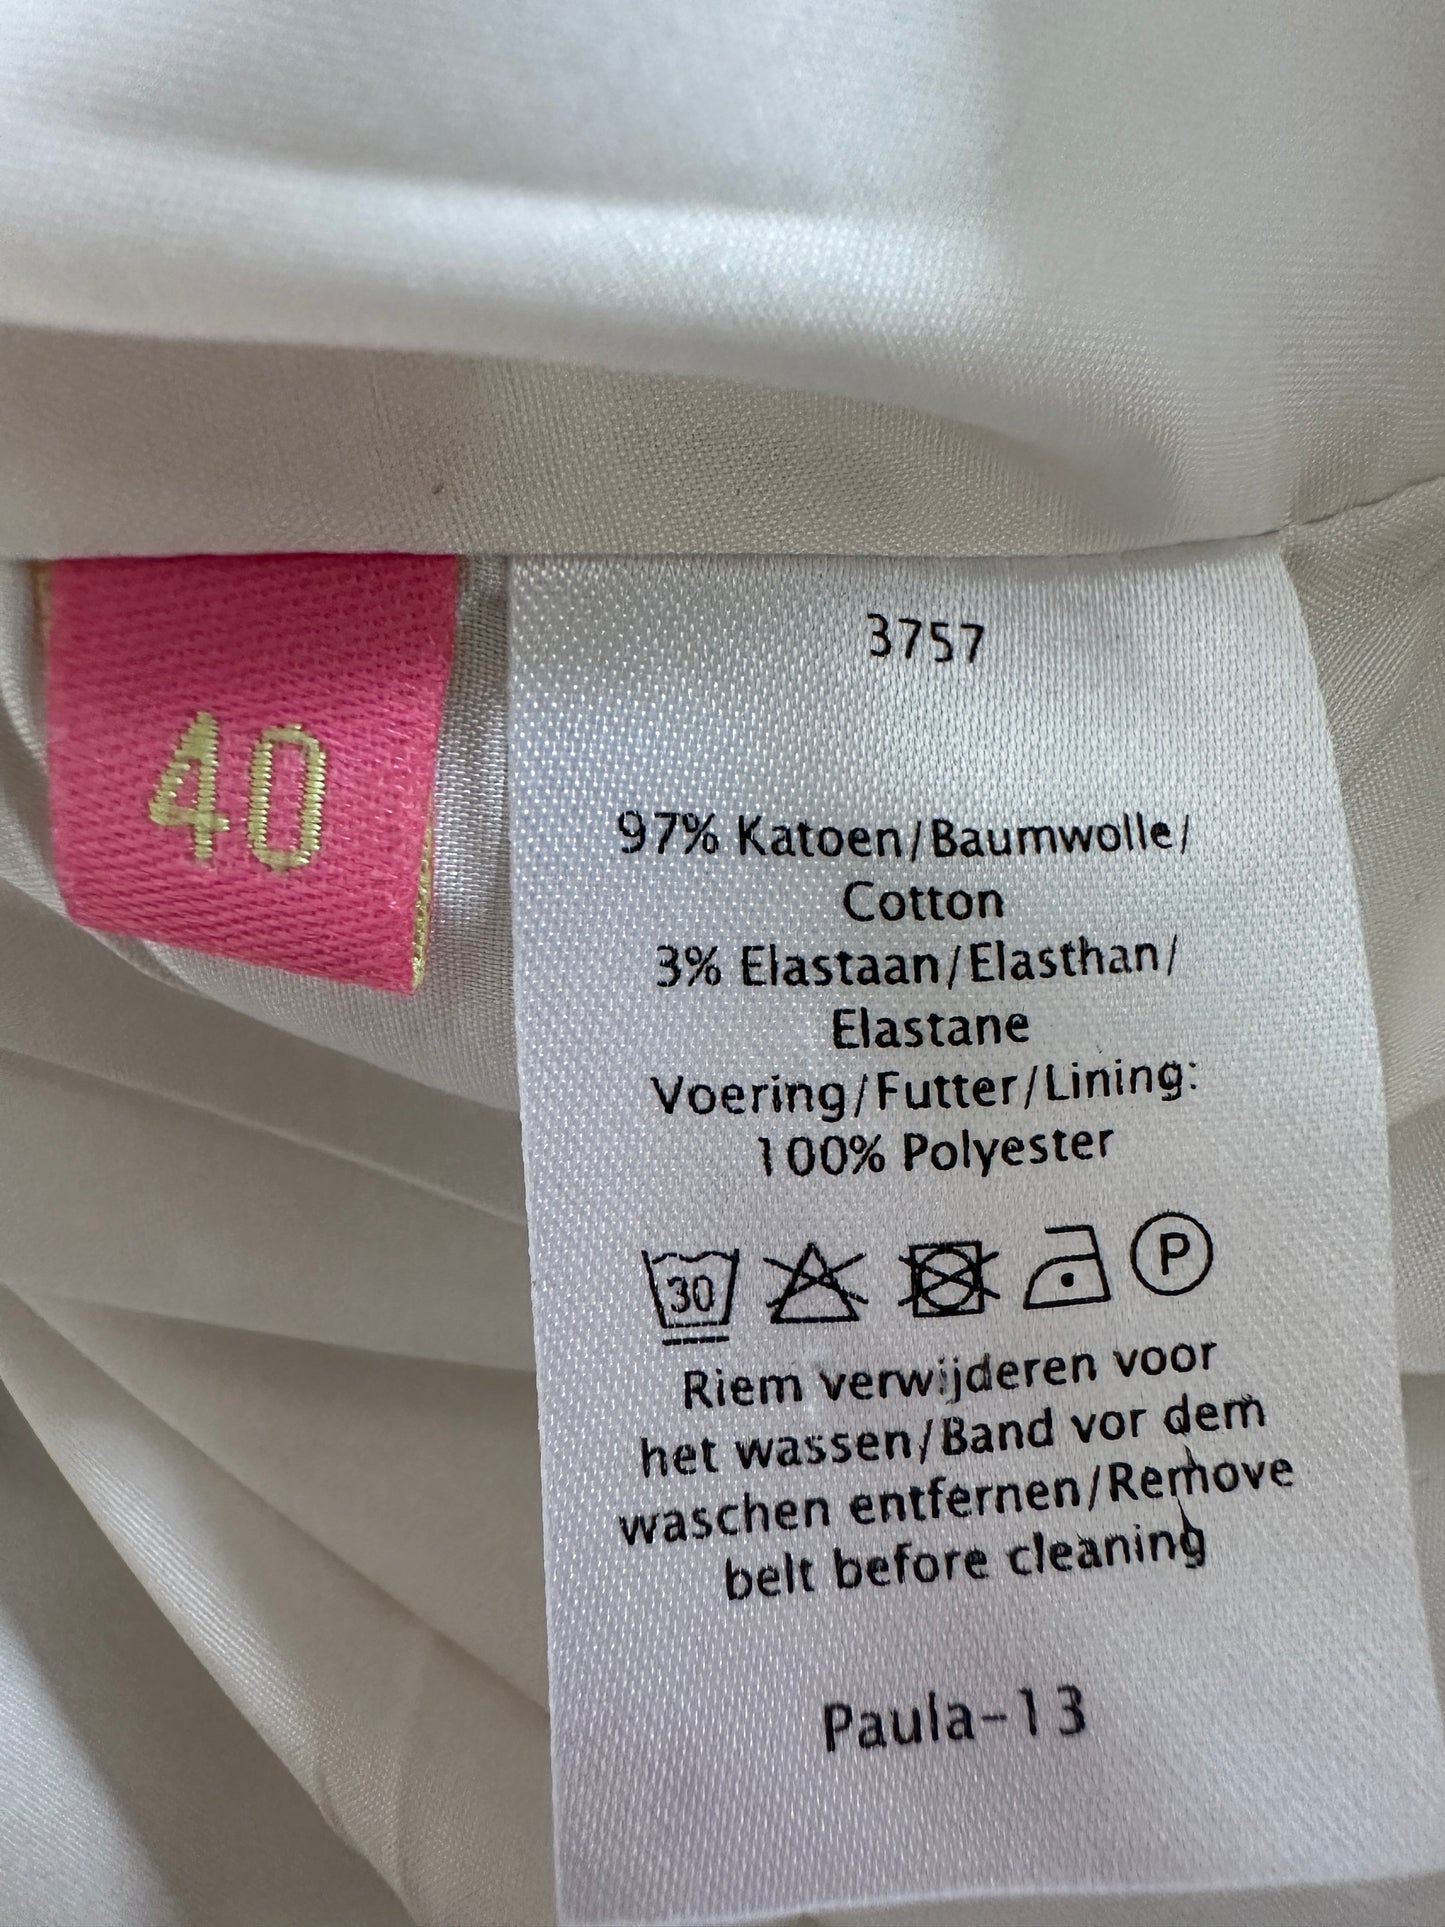 40
3757
97% Katoen/Baumwolle/
Cotton
3% Elastaan/Elasthan/
Elastane
Voering/Futter/Lining:
100% Polyester
30
P
Riem verwijderen voor
het wassen/Band vor dem
waschen entfernen/Remove
belt before cleaning
Paula-13